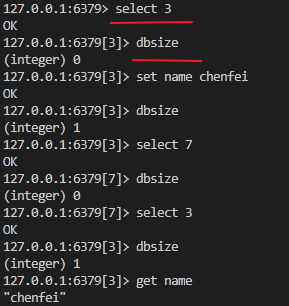 127.0.0.1:6379> select 3
OK
127.0.0.1:6379[3]> dbsize
(integer) 0
127.0.0.1:6379[3]> set name chenfei
OK
127.0.0.1:6379[3]> dbsize
(integer) 1
127.0.0.1:6379[3]> select 7
OK
127.0.0.1:6379[7]> dbsize
(integer) 0
127.0.0.1:6379[7]> select 3
OK
127.0.0.1:6379[3]> dbsize
(integer) 1
127.0.0.1:6379[3]> get name
"chenfei"